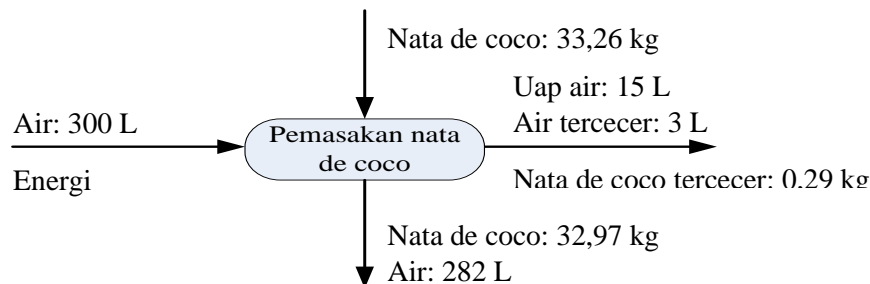 Nata de coco: 33,26 kg
Uap air: 15 L
Air: 300 L
Air tercecer: 3 L
Pemasakan nata
de coco
Energi
Nata de coco tercecer: 0,29 kg
Nata de coco: 32,97 kg
Air: 282 L